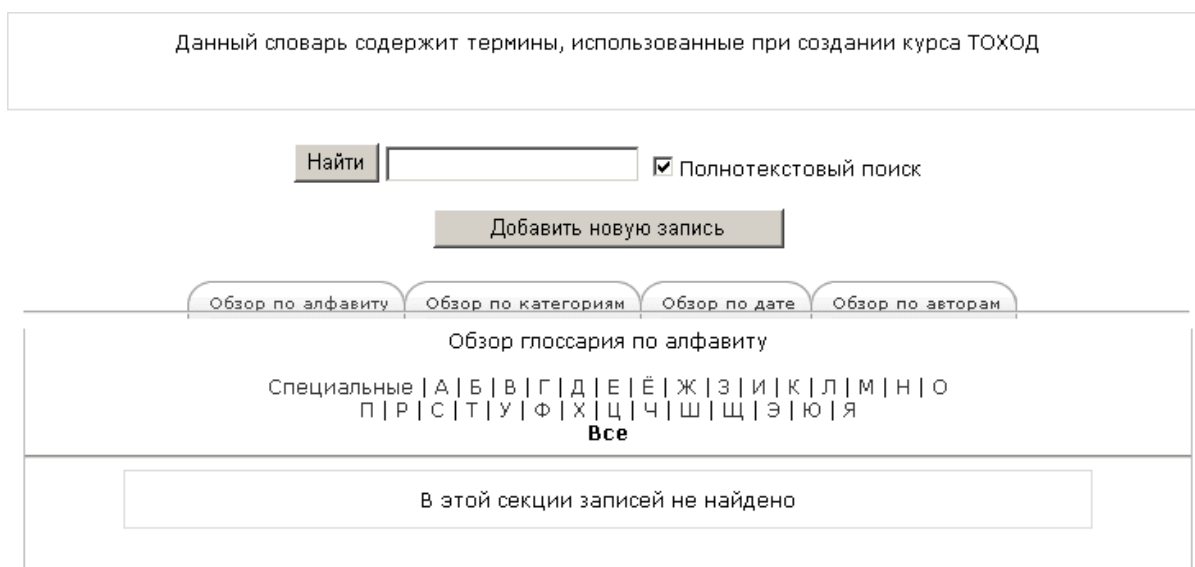 Данный словарь содержит термины, использованные при создании курса ТОХОД
Найти Полнотекстовый поиск
Добавить новую запись
Обзор по алфавиту Обзор по категориям Обзор по дате Обзор по авторам
Обзор глоссария по алфавиту
Специальные | А | Б | В | Г | Д | Е | Ё | Ж | З | И | К | Л | М | Н | О
П | Р | С | Т | У | Ф | Х | Ц | Ч | Ш | Щ | Э | Ю | Я
Все
В этой секции записей не найдено